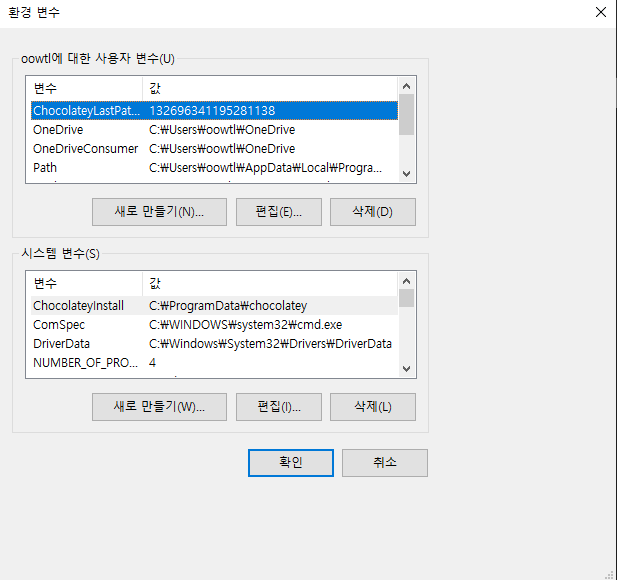 환경 변수
oowtl에 대한 사용자 변수(U)
변수 값
ChocolateyLastPat... 132696341195281138
OneDrive C:₩Users₩oowtl₩OneDrive
OneDriveConsumer C:₩Users₩oowtl₩OneDrive
Path C:₩Users₩oowtl₩AppData₩Local₩Progra...
새로 만들기(N)... 편집(E)... 삭제(D)
시스템 변수(S)
변수 값
ChocolateyInstall C:₩ProgramData₩chocolatey
ComSpec C:₩WINDOWS₩system32₩cmd.exe
DriverData C:₩Windows₩System32₩Drivers₩DriverData
NUMBER_OF_PRO... 4
새로 만들기(W)... 편집(I)... 삭제(L)
확인 취소